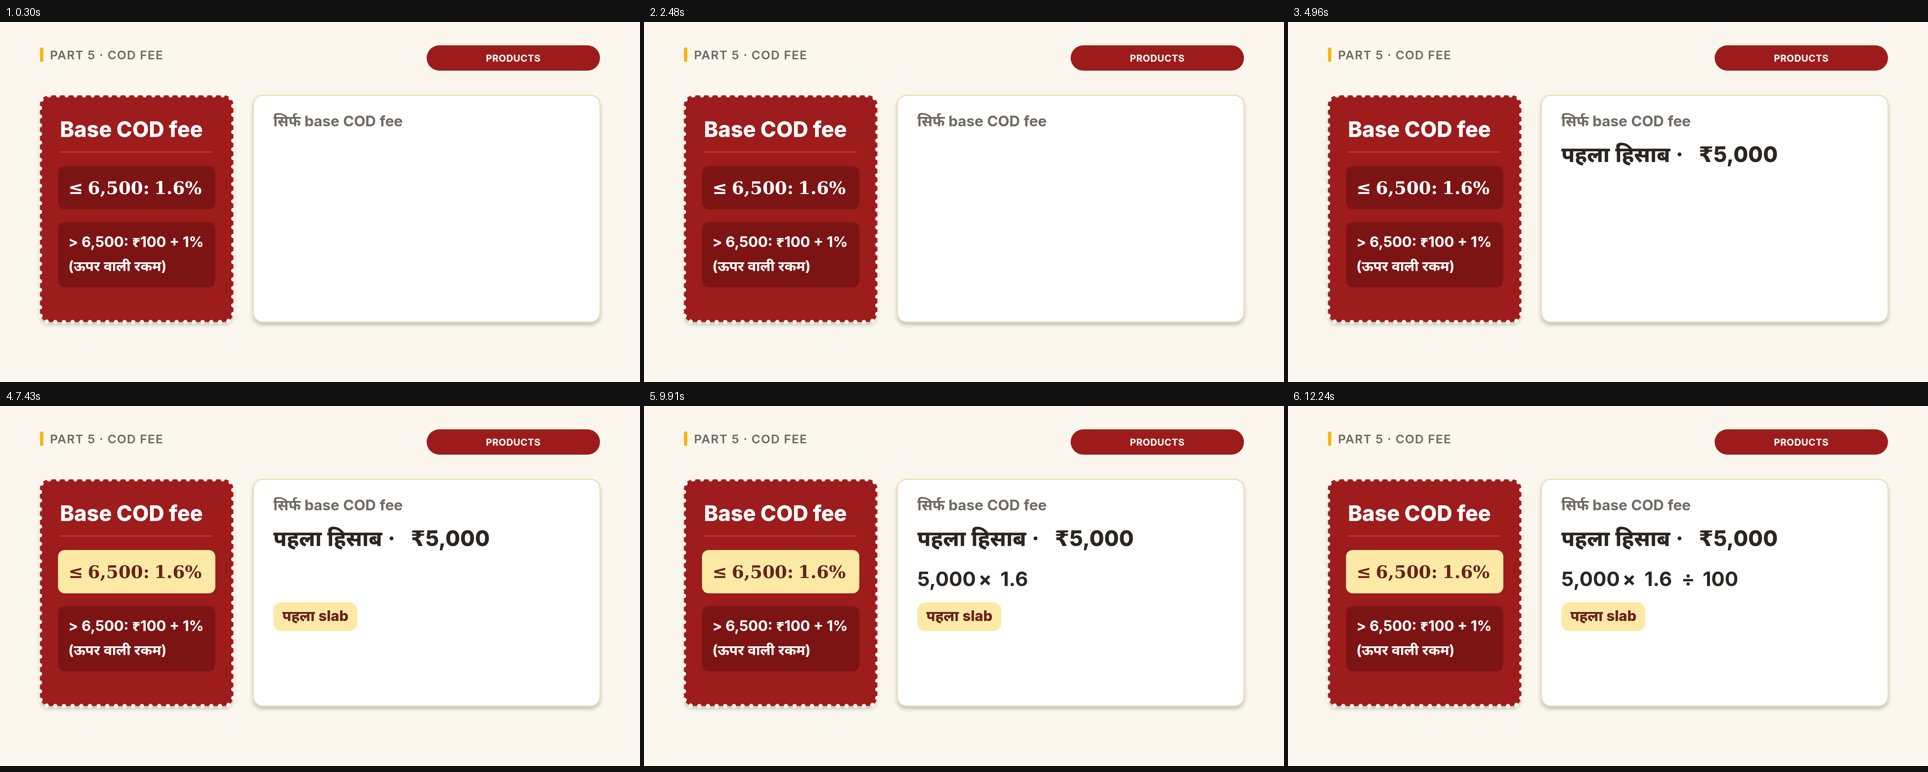 1. 0.30s
PART 5 · COD FEE
PRODUCTS
Base COD fee
≤ 6,500: 1.6%
> 6,500: ₹100 + 1%
(ऊपर वाली रकम)
सिर्फ base COD fee
2. 2.48s
PART 5 · COD FEE
PRODUCTS
Base COD fee
≤ 6,500: 1.6%
> 6,500: ₹100 + 1%
(ऊपर वाली रकम)
सिर्फ base COD fee
3. 4.96s
PART 5 · COD FEE
PRODUCTS
Base COD fee
≤ 6,500: 1.6%
> 6,500: ₹100 + 1%
(ऊपर वाली रकम)
सिर्फ base COD fee
पहला हिसाब · ₹5,000
4. 7.43s
PART 5 · COD FEE
PRODUCTS
Base COD fee
≤ 6,500: 1.6%
> 6,500: ₹100 + 1%
(ऊपर वाली रकम)
सिर्फ base COD fee
पहला हिसाब · ₹5,000
पहला slab
5. 9.91s
PART 5 · COD FEE
PRODUCTS
Base COD fee
≤ 6,500: 1.6%
> 6,500: ₹100 + 1%
(ऊपर वाली रकम)
सिर्फ base COD fee
पहला हिसाब · ₹5,000
5,000 × 1.6
पहला slab
6. 12.24s
PART 5 · COD FEE
PRODUCTS
Base COD fee
≤ 6,500: 1.6%
> 6,500: ₹100 + 1%
(ऊपर वाली रकम)
सिर्फ base COD fee
पहला हिसाब · ₹5,000
5,000 × 1.6 ÷ 100
पहला slab